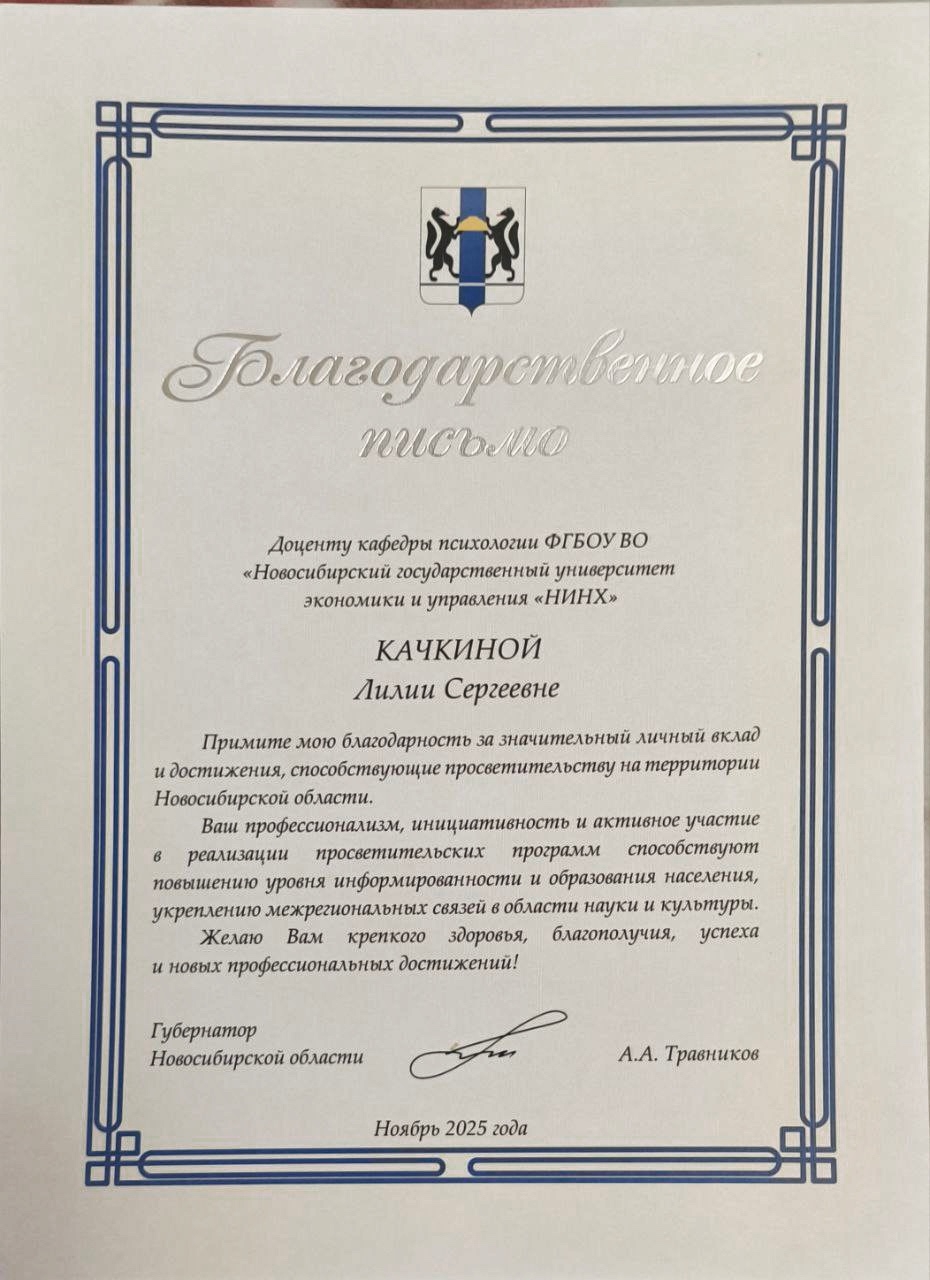 Благодарственное
письмо
Доценту кафедры психологии ФГБОУ ВО
«Новосибирский государственный университет
экономики и управления «НИНХ»
КАЧКИНОЙ
Лилии Сергеевне
Примите мою благодарность за значительный личный вклад
и достижения, способствующие просветительству на территории
Новосибирской области.
Ваш профессионализм, инициативность и активное участие
в реализации просветительских программ способствуют
повышению уровня информированности и образования населения,
укреплению межрегиональных связей в области науки и культуры.
Желаю Вам крепкого здоровья, благополучия, успеха
и новых профессиональных достижений!
Губернатор
Новосибирской области А.А. Травников
Ноябрь 2025 года